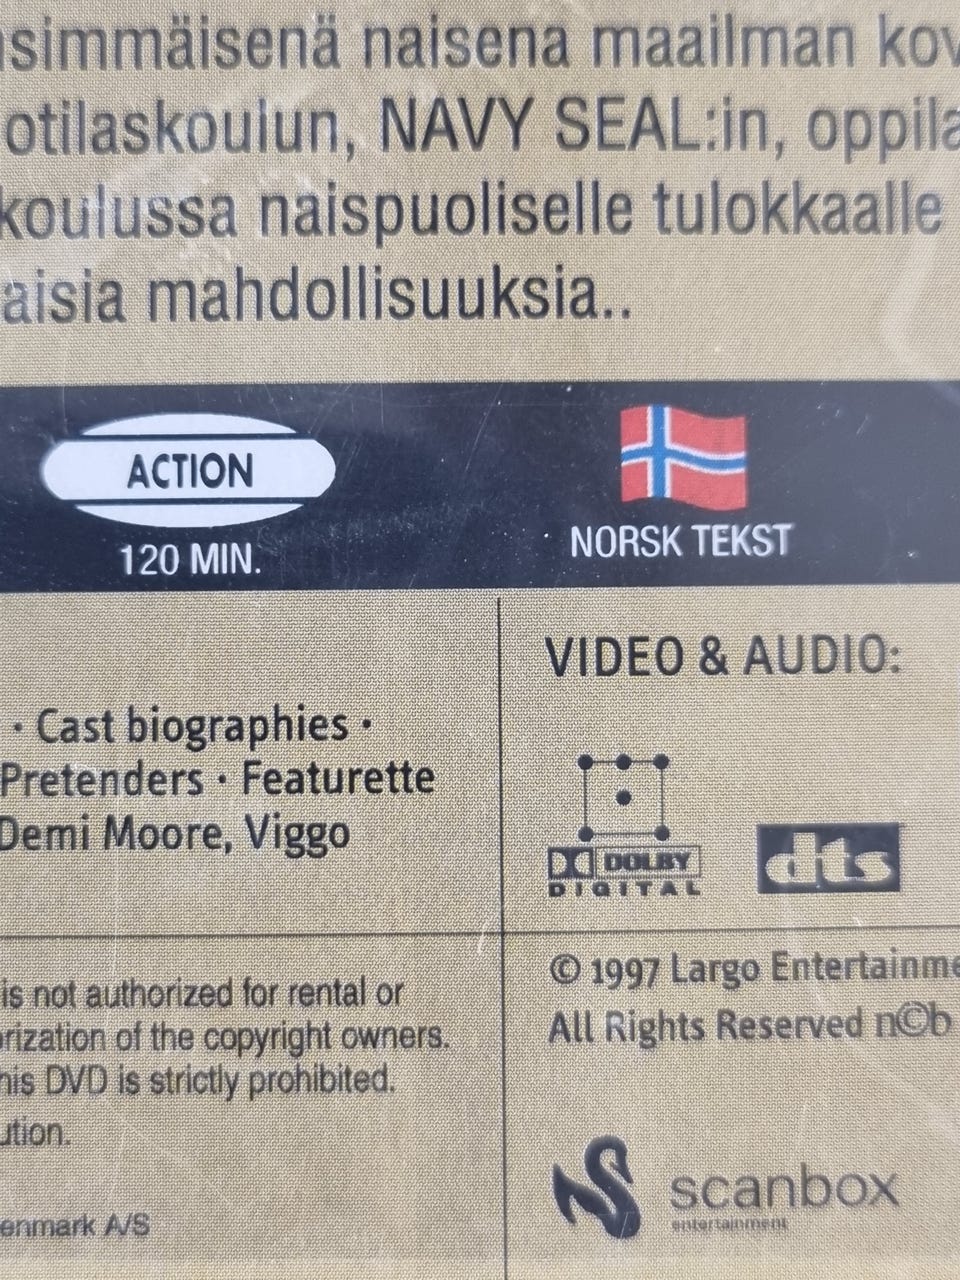 simmäisenä naisena maailman kov
otilaskoulun, NAVY SEAL:in, oppila
koulussa naispuoliselle tulokkaalle
aisia mahdollisuuksia..
ACTION
120 MIN.
NORSK TEKST
VIDEO & AUDIO:
· Cast biographies ·
Pretenders · Featurette
Demi Moore, Viggo
DOLBY
DIGITAL
dts
is not authorized for rental or
rization of the copyright owners.
his DVD is strictly prohibited.
ution.
enmark A/S
© 1997 Largo Entertainme
All Rights Reserved n©b
scanbox
entertainment